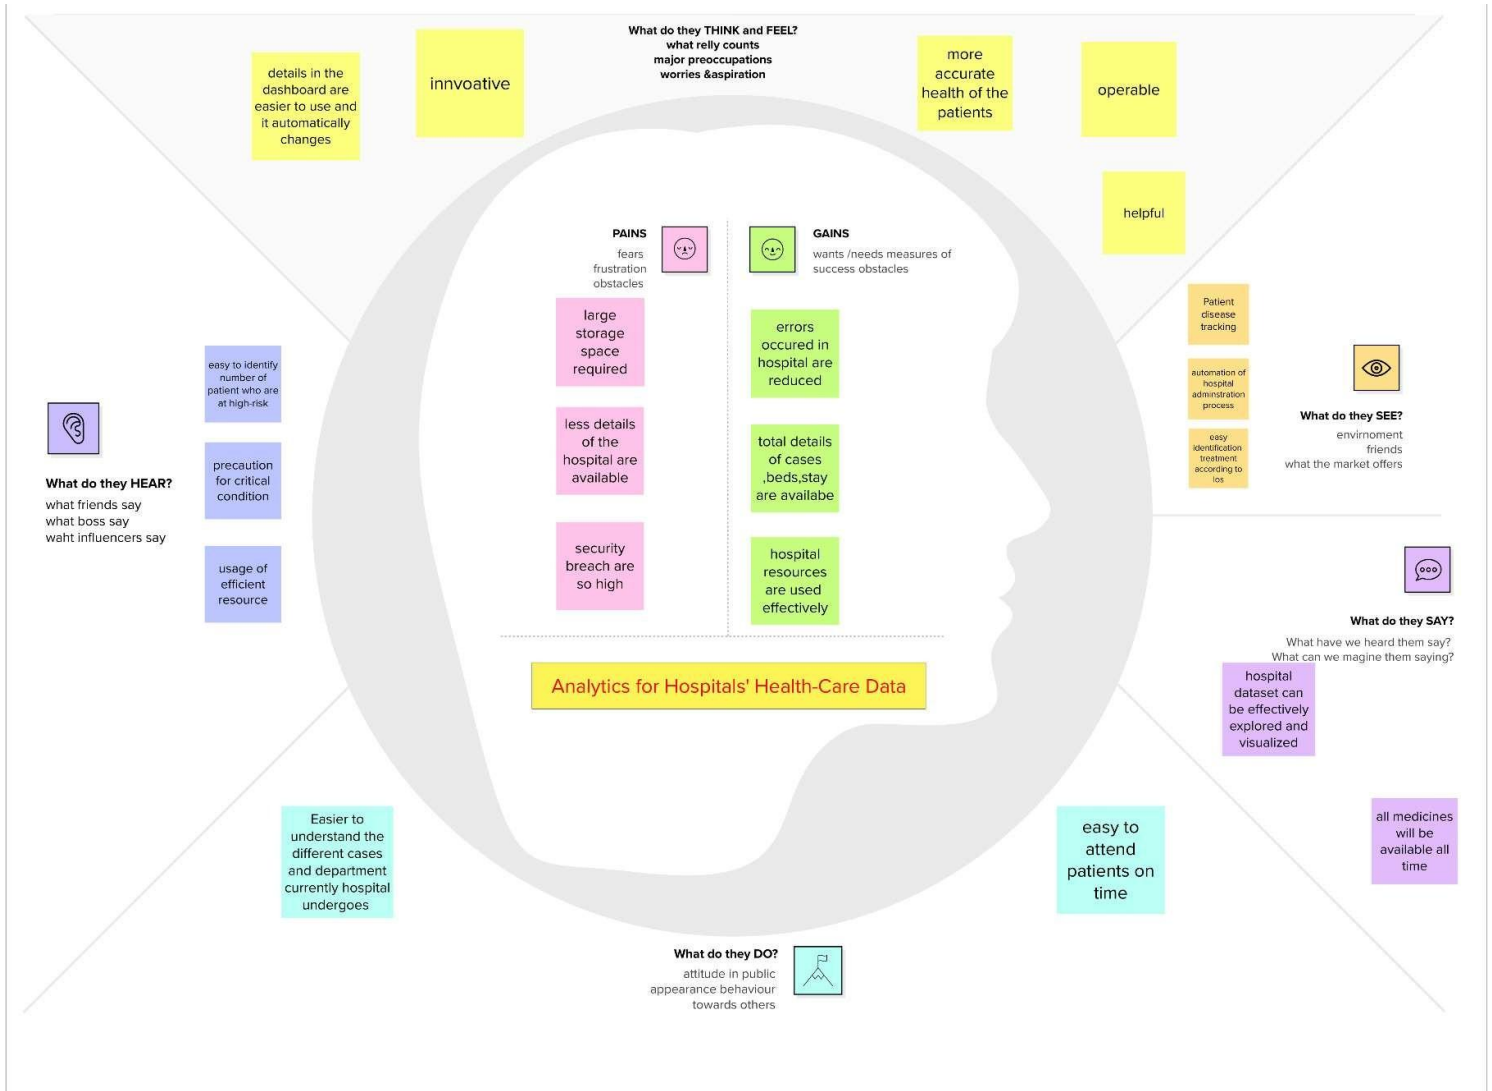 What do they THINK and FEEL?
what relly counts
major preoccupations
worries &aspiration
details in the
dashboard are
easier to use and
it automatically
changes
innvoative
more
accurate
health of the
patients
operable
helpful
PAINS
fears
frustration
obstacles
large
storage
space
required
less details
of the
hospital are
available
security
breach are
so high
GAINS
wants /needs measures of
success obstacles
errors
occured in
hospital are
reduced
total details
of cases
,beds,stay
are availabe
hospital
resources
are used
effectively
Analytics for Hospitals' Health-Care Data
What do they HEAR?
what friends say
what boss say
waht influencers say
easy to identify
number of
patient who are
at high-risk
precaution
for critical
condition
usage of
efficient
resource
Patient
disease
tracking
automation of
hospital
adminstration
process
easy
identification
treatment
according to
los
What do they SEE?
envirnoment
friends
what the market offers
What do they SAY?
What have we heard them say?
What can we magine them saying?
hospital
dataset can
be effectively
explored and
visualized
all medicines
will be
available all
time
Easier to
understand the
different cases
and department
currently hospital
undergoes
easy to
attend
patients on
time
What do they DO?
attitude in public
appearance behaviour
towards others